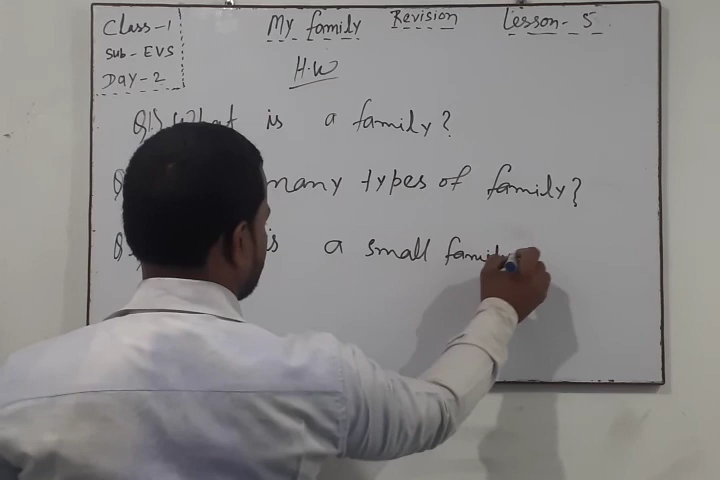 Class-1
Sub-EVS
Day-2
My family Revision Lesson-5
H.W
Q1) What is a family?
many types of family?
is a small family